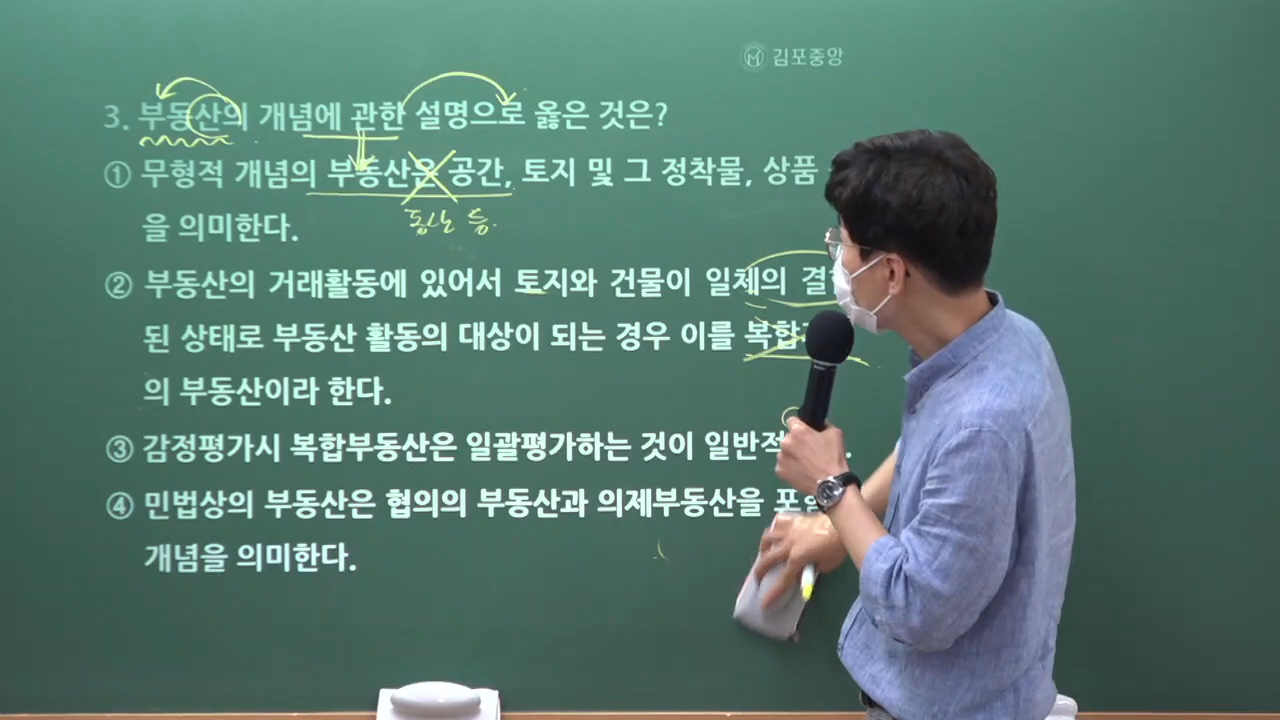 김포중앙
3. 부동산의 개념에 관한 설명으로 옳은 것은?
① 무형적 개념의 부동산은 공간, 토지 및 그 정착물, 상품
동산 등.
을 의미한다.
② 부동산의 거래활동에 있어서 토지와 건물이 일체의
된 상태로 부동산 활동의 대상이 되는 경우 이를 복합
의 부동산이라 한다.
③ 감정평가시 복합부동산은 일괄평가하는 것이 일반적
④ 민법상의 부동산은 협의의 부동산과 의제부동산을
개념을 의미한다.